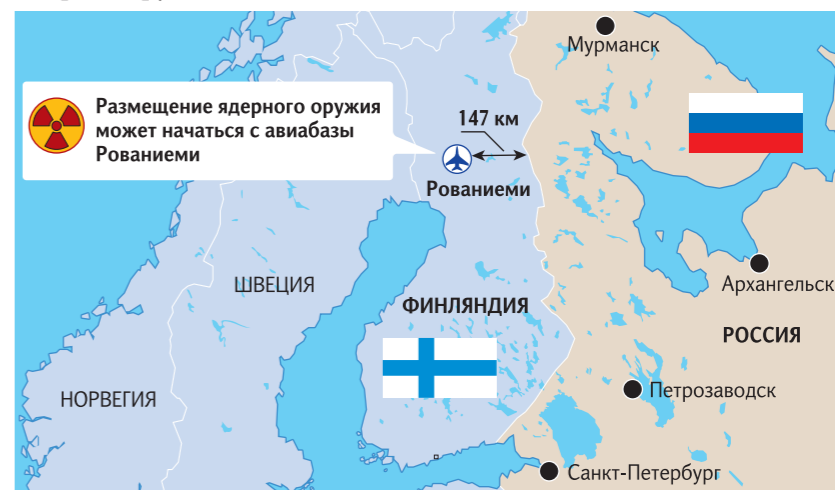 Мурманск
Размещение ядерного оружия
может начаться с авиабазы
Рованиеми
147 км
Рованиеми
ШВЕЦИЯ
ФИНЛЯНДИЯ
Архангельск
РОССИЯ
НОРВЕГИЯ
Петрозаводск
Санкт-Петербург